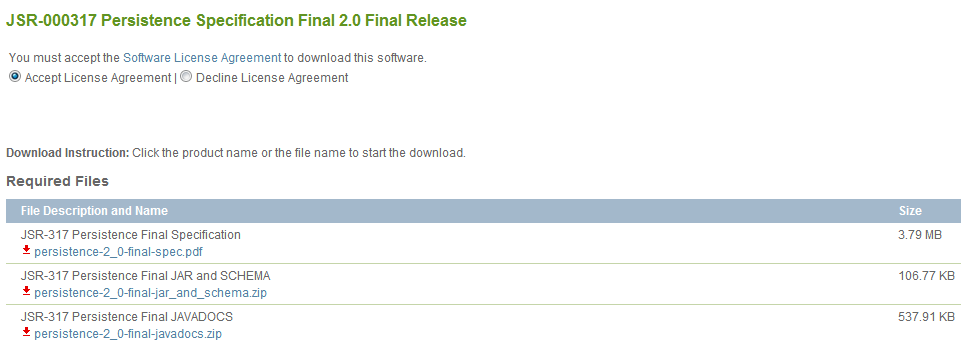 JSR-000317 Persistence Specification Final 2.0 Final Release
You must accept the Software License Agreement to download this software.
Accept License Agreement | Decline License Agreement
Download Instruction: Click the product name or the file name to start the download.
Required Files
File Description and Name Size
JSR-317 Persistence Final Specification 3.79 MB
persistence-2_0-final-spec.pdf
JSR-317 Persistence Final JAR and SCHEMA 106.77 KB
persistence-2_0-final-jar_and_schema.zip
JSR-317 Persistence Final JAVADOCS 537.91 KB
persistence-2_0-final-javadocs.zip